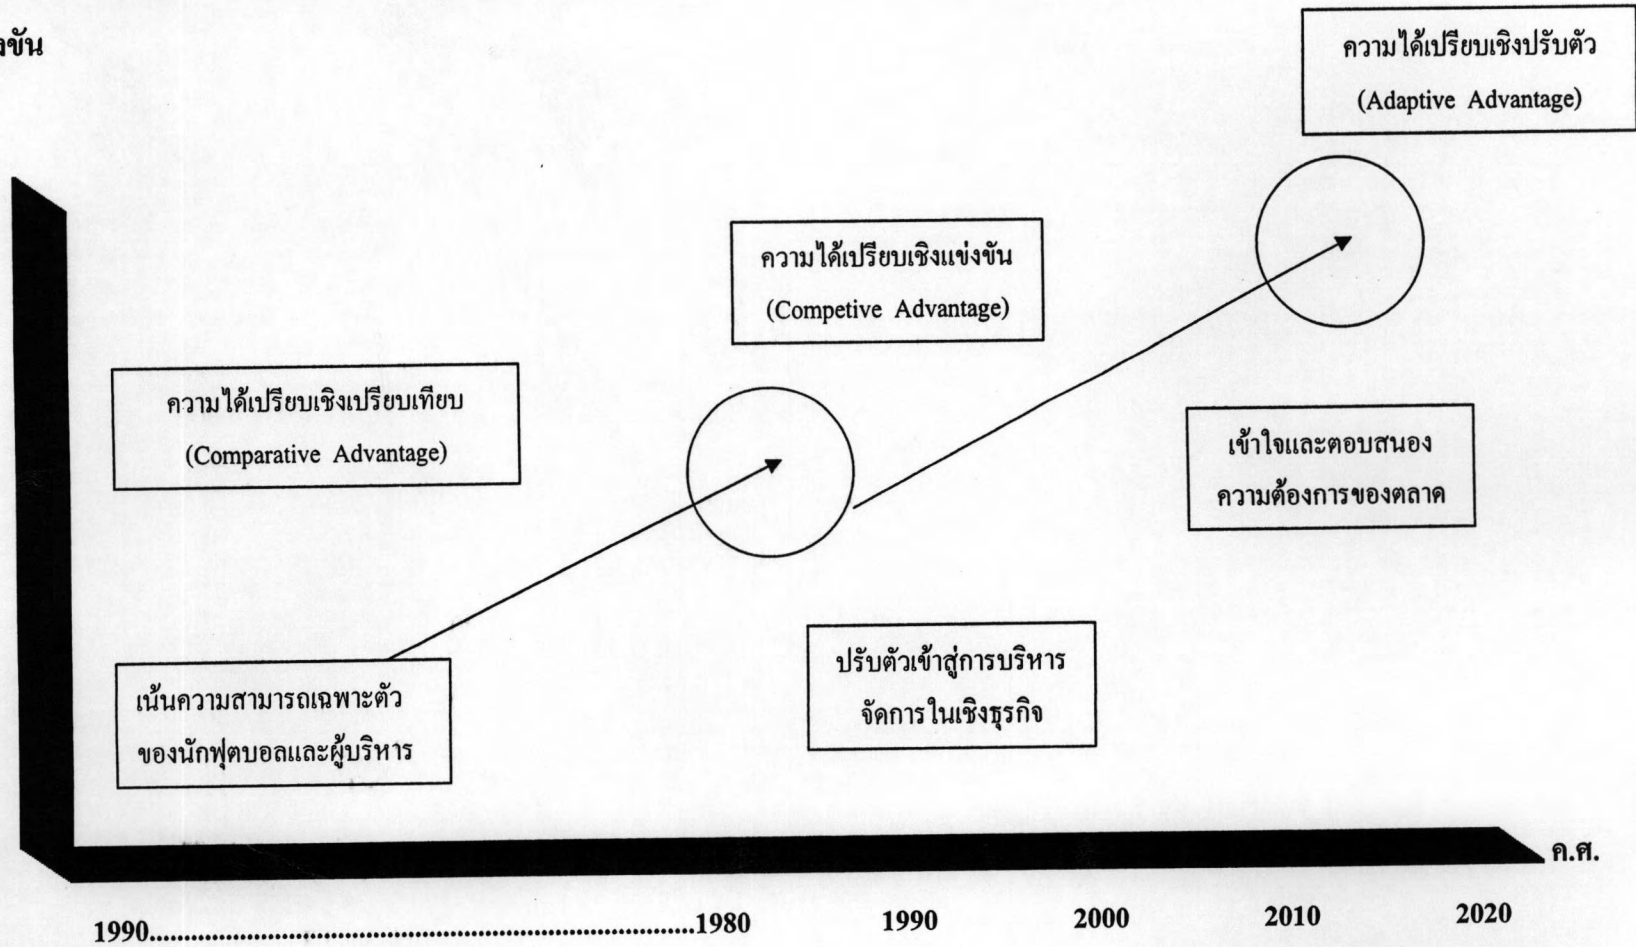 งขัน
ความได้เปรียบเชิงปรับตัว
(Adaptive Advantage)
ความได้เปรียบเชิงแข่งขัน
(Competive Advantage)
ความได้เปรียบเชิงเปรียบเทียบ
(Comparative Advantage)
เข้าใจและตอบสนอง
ความต้องการของตลาด
ปรับตัวเข้าสู่การบริหาร
จัดการในเชิงธุรกิจ
เน้นความสามารถเฉพาะตัว
ของนักฟุตบอลและผู้บริหาร
ค.ศ.
1990..........................................................................1980 1990 2000 2010 2020